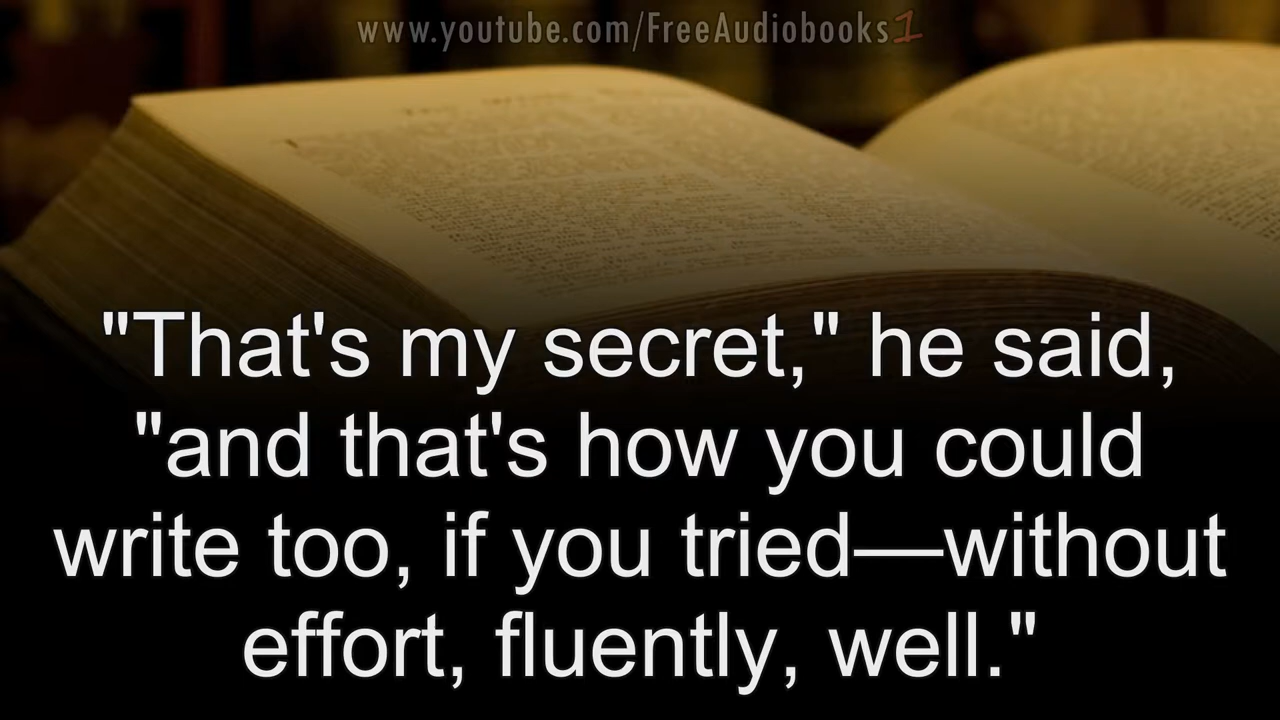 www.youtube.com/FreeAudiobooks1
"That's my secret," he said,
"and that's how you could
write too, if you tried—without
effort, fluently, well."